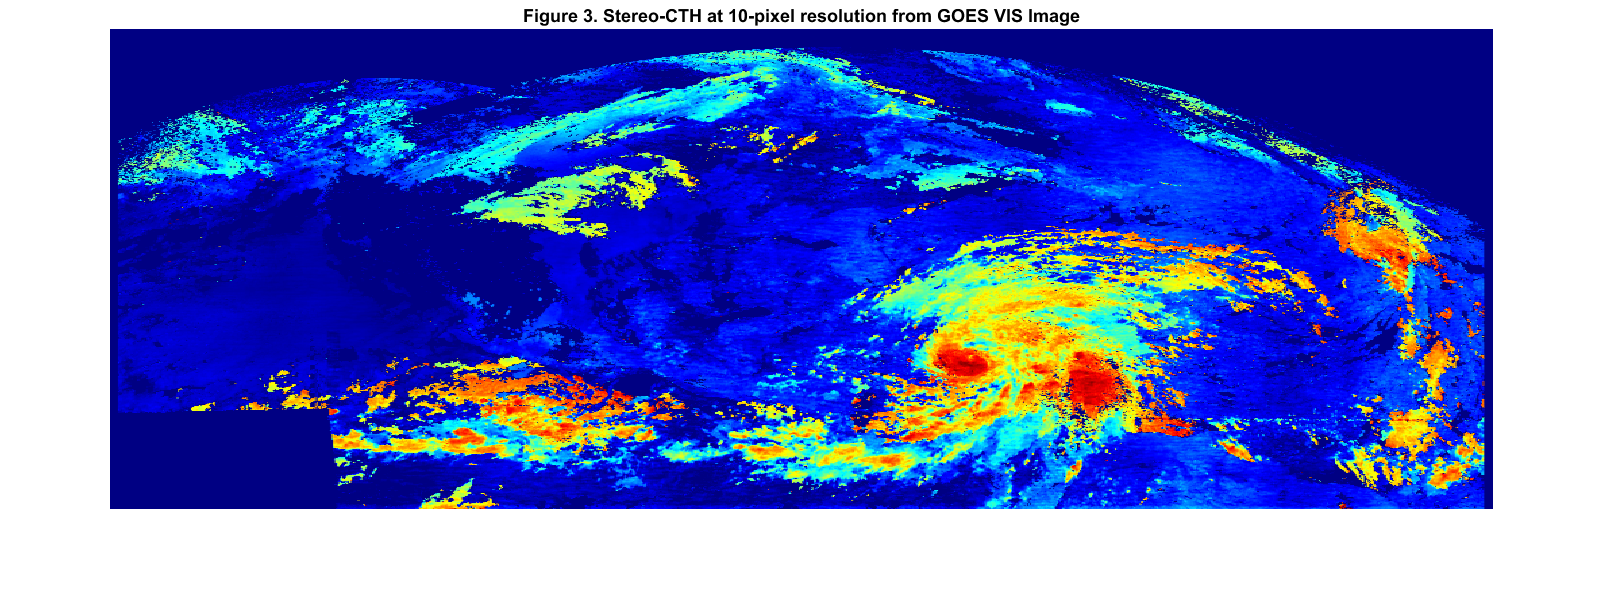 Figure 3. Stereo-CTH at 10-pixel resolution from GOES VIS Image